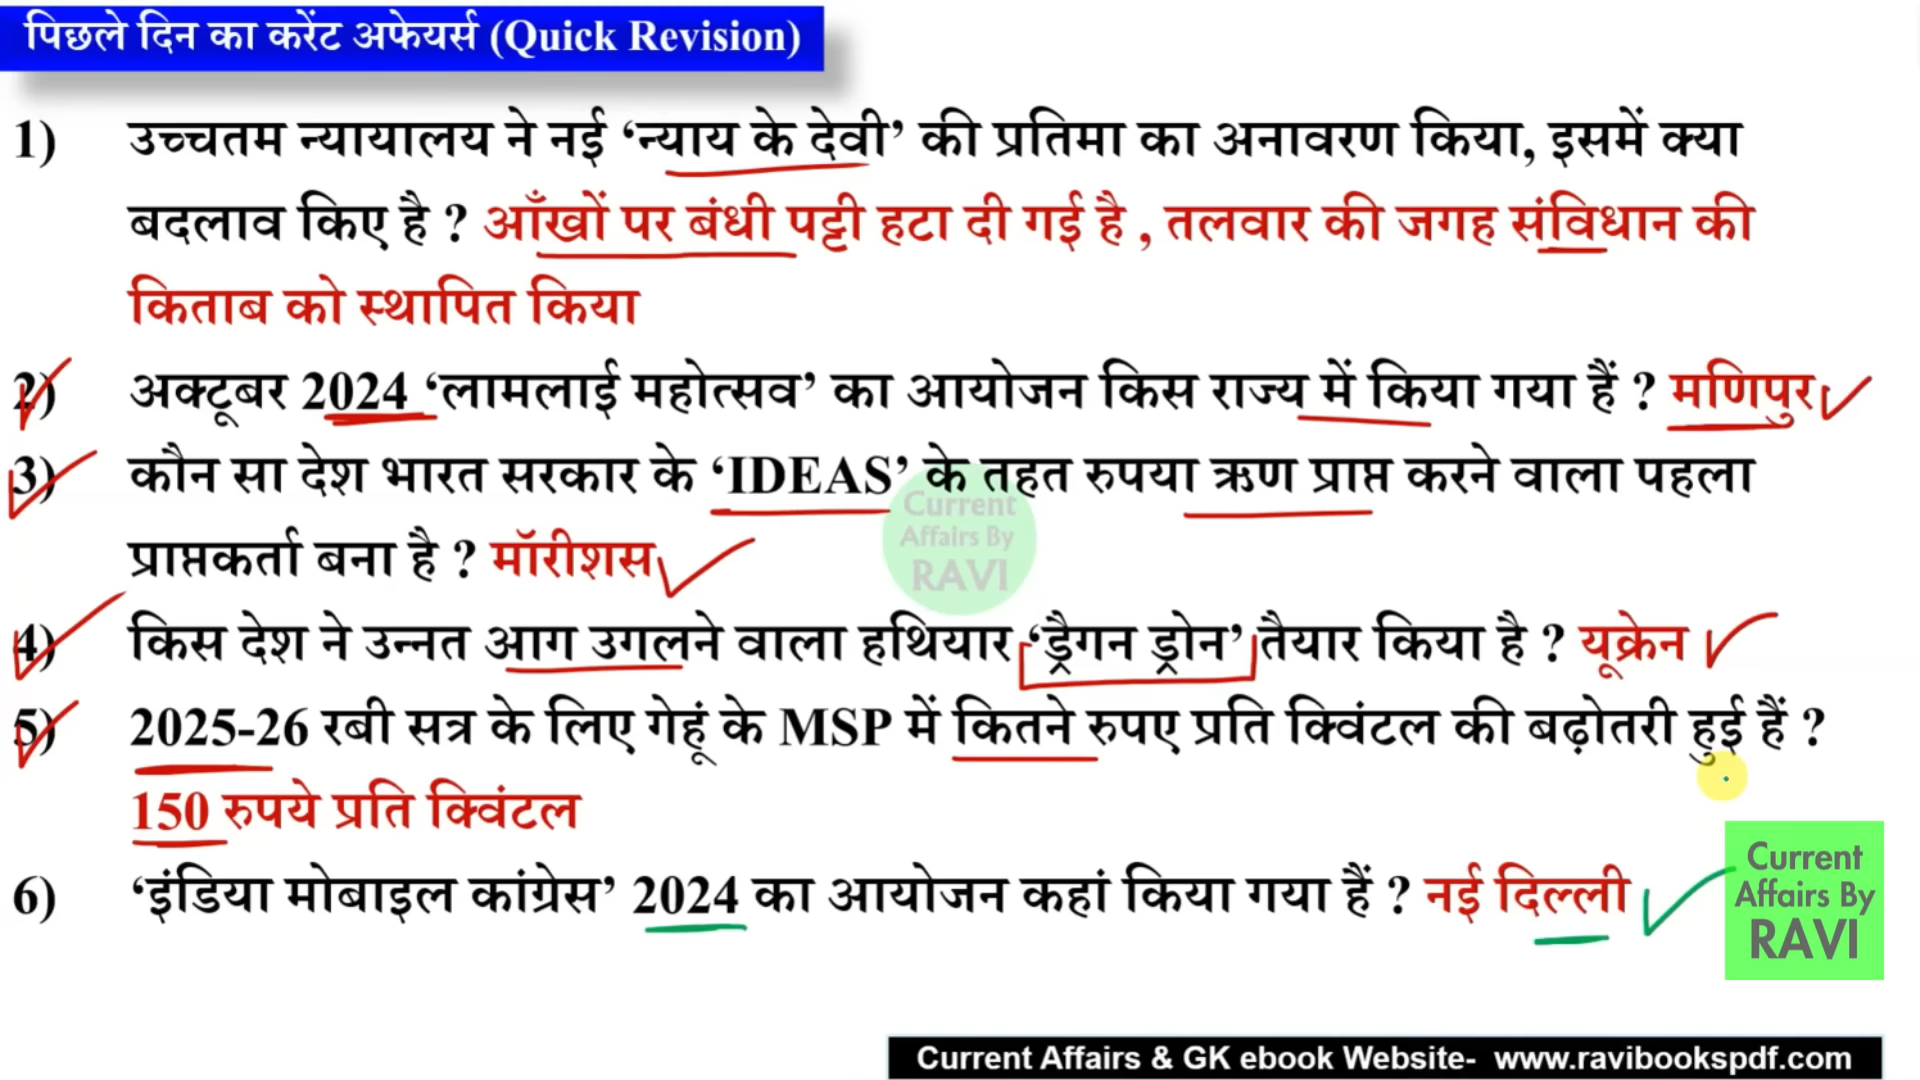 पिछले दिन का करेंट अफेयर्स (Quick Revision)
1) उच्चतम न्यायालय ने नई ‘न्याय के देवी’ की प्रतिमा का अनावरण किया, इसमें क्या
बदलाव किए है ? आँखों पर बंधी पट्टी हटा दी गई है , तलवार की जगह संविधान की
किताब को स्थापित किया
2) अक्टूबर 2024 ‘लामलाई महोत्सव’ का आयोजन किस राज्य में किया गया हैं ? मणिपुर
3) कौन सा देश भारत सरकार के ‘IDEAS’ के तहत रुपया ऋण प्राप्त करने वाला पहला
प्राप्तकर्ता बना है ? मॉरीशस
Current
Affairs By
RAVI
4) किस देश ने उन्नत आग उगलने वाला हथियार ‘ड्रैगन ड्रोन’ तैयार किया है ? यूक्रेन
5) 2025-26 रबी सत्र के लिए गेहूं के MSP में कितने रुपए प्रति क्विंटल की बढ़ोतरी हुई हैं ?
150 रुपये प्रति क्विंटल
6) ‘इंडिया मोबाइल कांग्रेस’ 2024 का आयोजन कहां किया गया हैं ? नई दिल्ली
Current
Affairs By
RAVI
Current Affairs & GK ebook Website- www.ravibookspdf.com